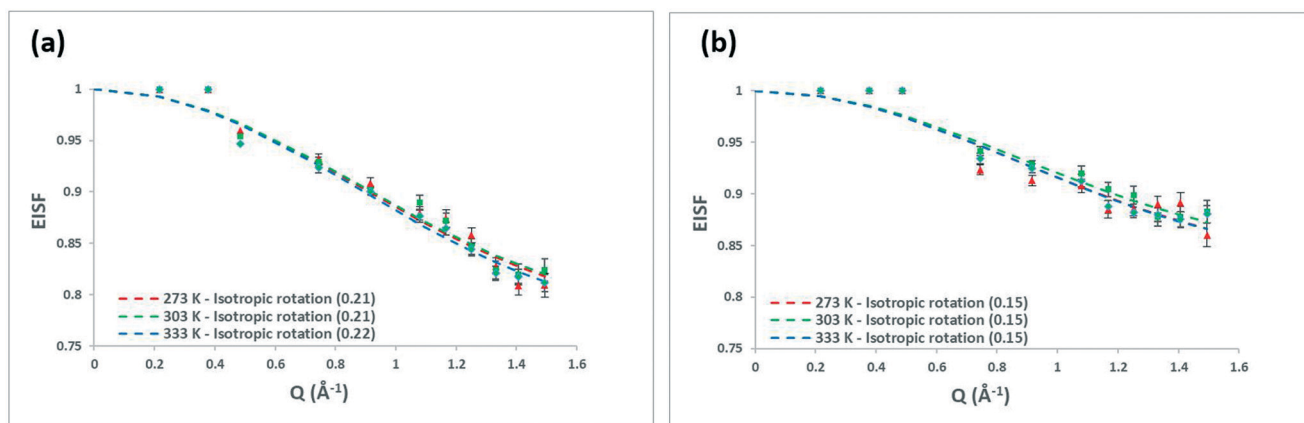 (a)
1
0.95
0.9
0.85
0.8
0.75
EISF
273 K - Isotropic rotation (0.21)
303 K - Isotropic rotation (0.21)
333 K - Isotropic rotation (0.22)
0 0.2 0.4 0.6 0.8 1 1.2 1.4 1.6
Q (Å⁻¹)
(b)
1
0.95
0.9
0.85
0.8
0.75
EISF
273 K - Isotropic rotation (0.15)
303 K - Isotropic rotation (0.15)
333 K - Isotropic rotation (0.15)
0 0.2 0.4 0.6 0.8 1 1.2 1.4 1.6
Q (Å⁻¹)